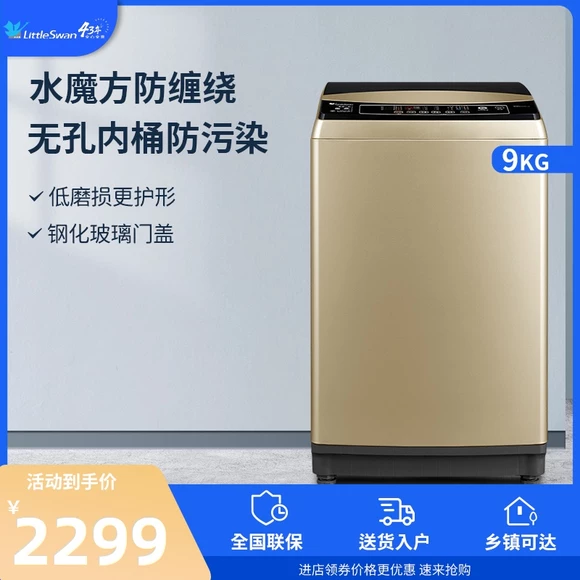 LittleSwan 43年
水魔方防缠绕
无孔内桶防污染
低磨损更护形
钢化玻璃门盖
9KG
活动到手价
¥2299
全国联保
送货入户
乡镇可达
进店领券价格更优惠 速来抢购